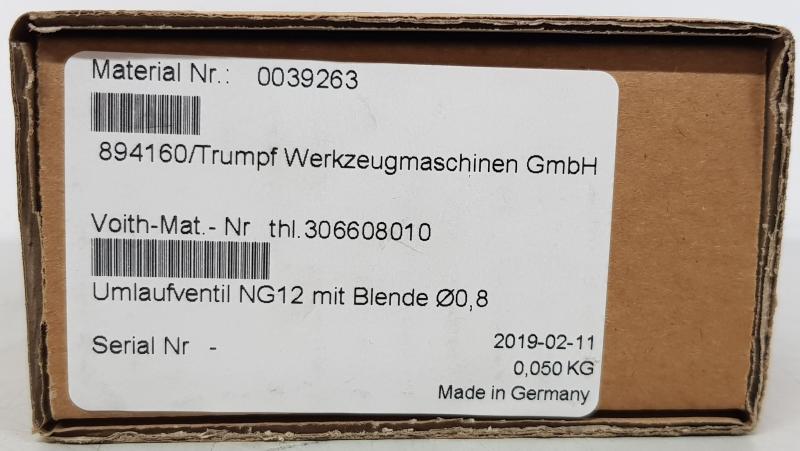 Material Nr.: 0039263
894160/Trumpf Werkzeugmaschinen GmbH
Voith-Mat.- Nr thl.306608010
Umlaufventil NG12 mit Blende Ø0,8
Serial Nr -
2019-02-11
0,050 KG
Made in Germany